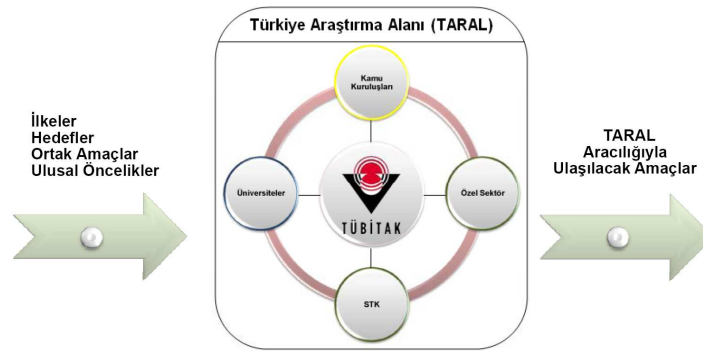 Türkiye Araştırma Alanı (TARAL)
Kamu
Kuruluşları
İlkeler
Hedefler
Ortak Amaçlar
Ulusal Öncelikler
Üniversiteler
TÜBİTAK
Özel Sektör
STK
TARAL
Aracılığıyla
Ulaşılacak Amaçlar